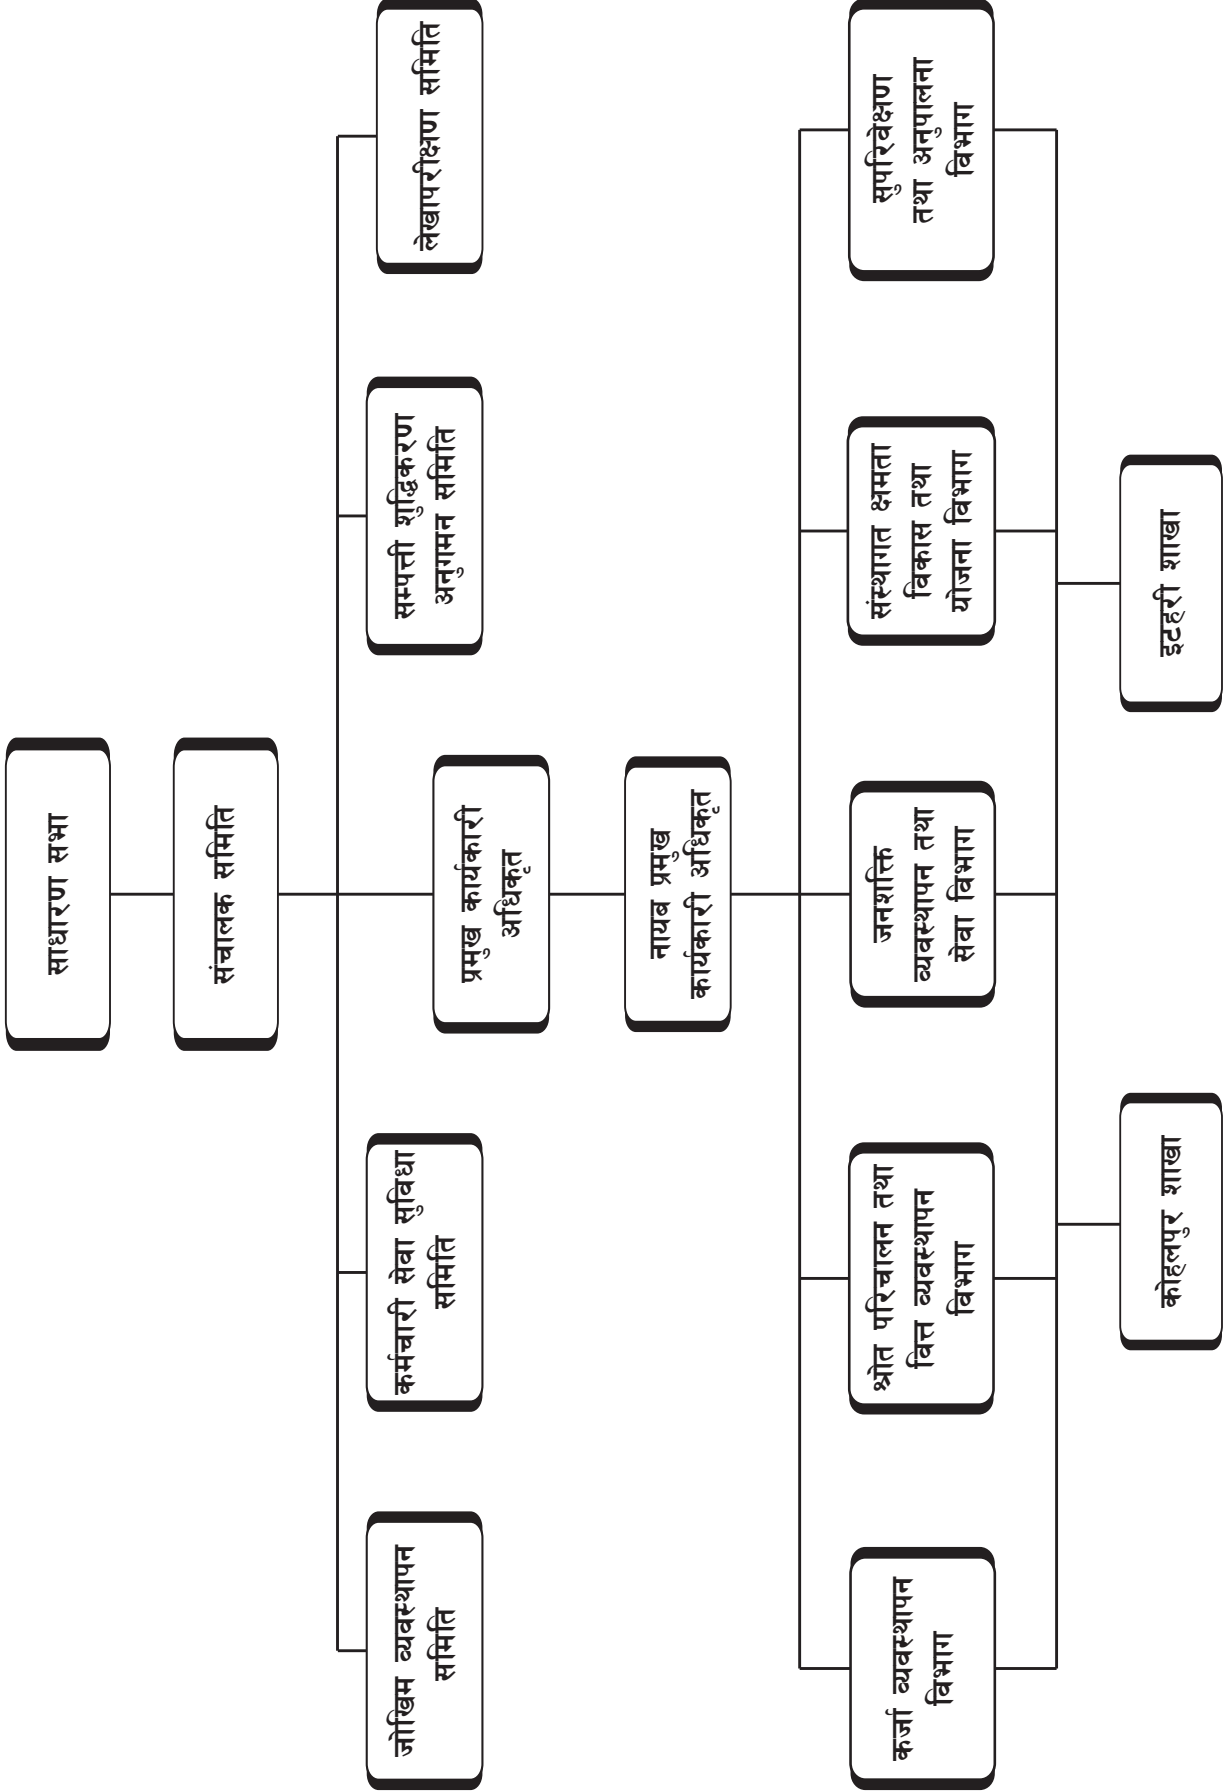 साधारण सभा
संचालक समिति
जोखिम व्यवस्थापन
समिति
कर्मचारी सेवा सुविधा
समिति
प्रमुख कार्यकारी
अधिकृत
सम्पत्ती शुद्धिकरण
अनुगमन समिति
लेखापरीक्षण समिति
नायब प्रमुख
कार्यकारी अधिकृत
कर्जा व्यवस्थापन
विभाग
श्रोत परिचालन तथा
वित्त व्यवस्थापन
विभाग
जनशक्ति
व्यवस्थापन तथा
सेवा विभाग
संस्थागत क्षमता
विकास तथा
योजना विभाग
सुपरिवेक्षण
तथा अनुपालना
विभाग
कोहलपुर शाखा
इटहरी शाखा